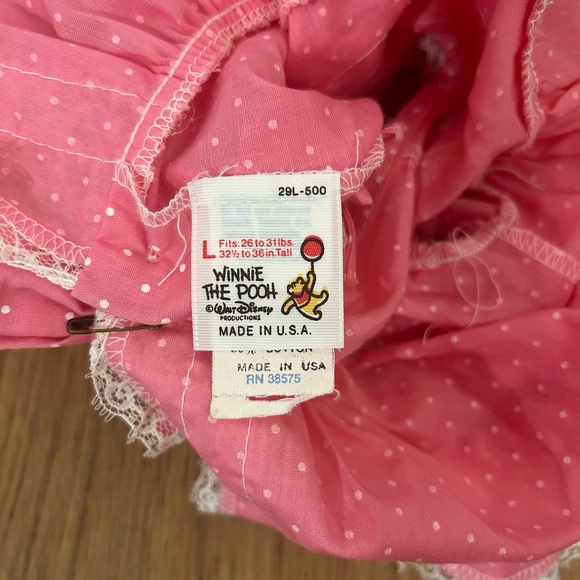 29L-500
L Fits: 26 to 31 lbs.
32½ to 36 in. Tall
WiNNiE
THE POOH
© Walt Disney
PRODUCTIONS
MADE IN U.S.A.
MADE IN USA
RN 38575